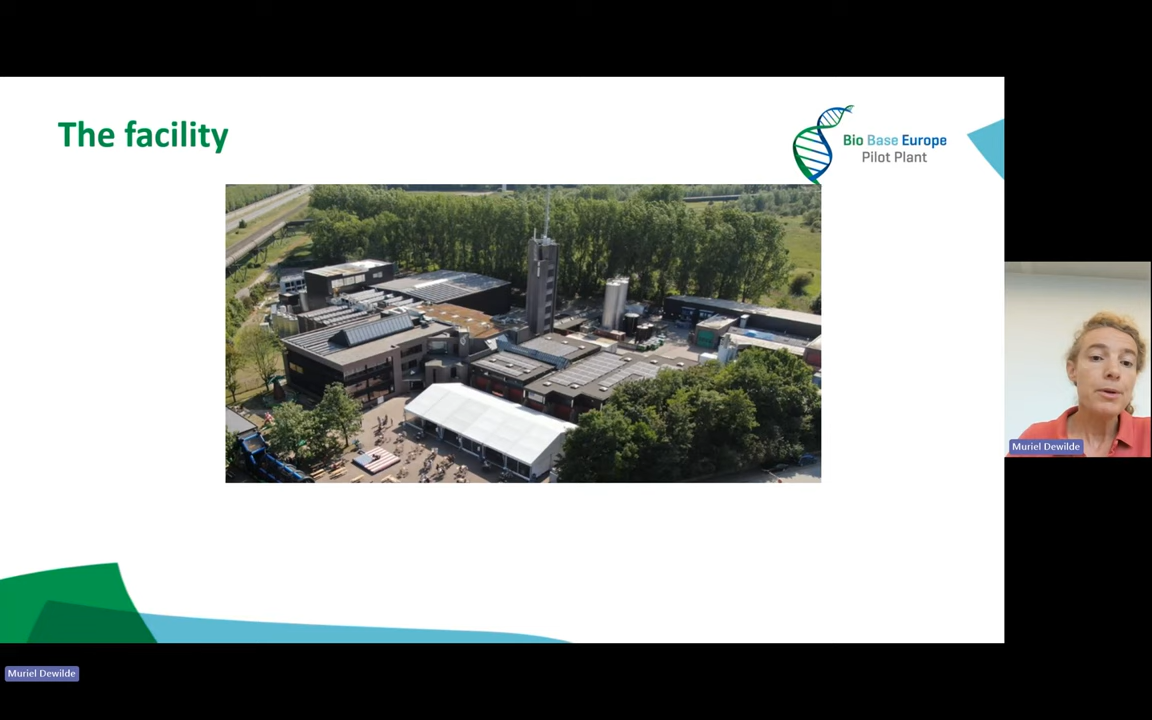 The facility
Bio Base Europe
Pilot Plant
Muriel Dewilde
Muriel Dewilde